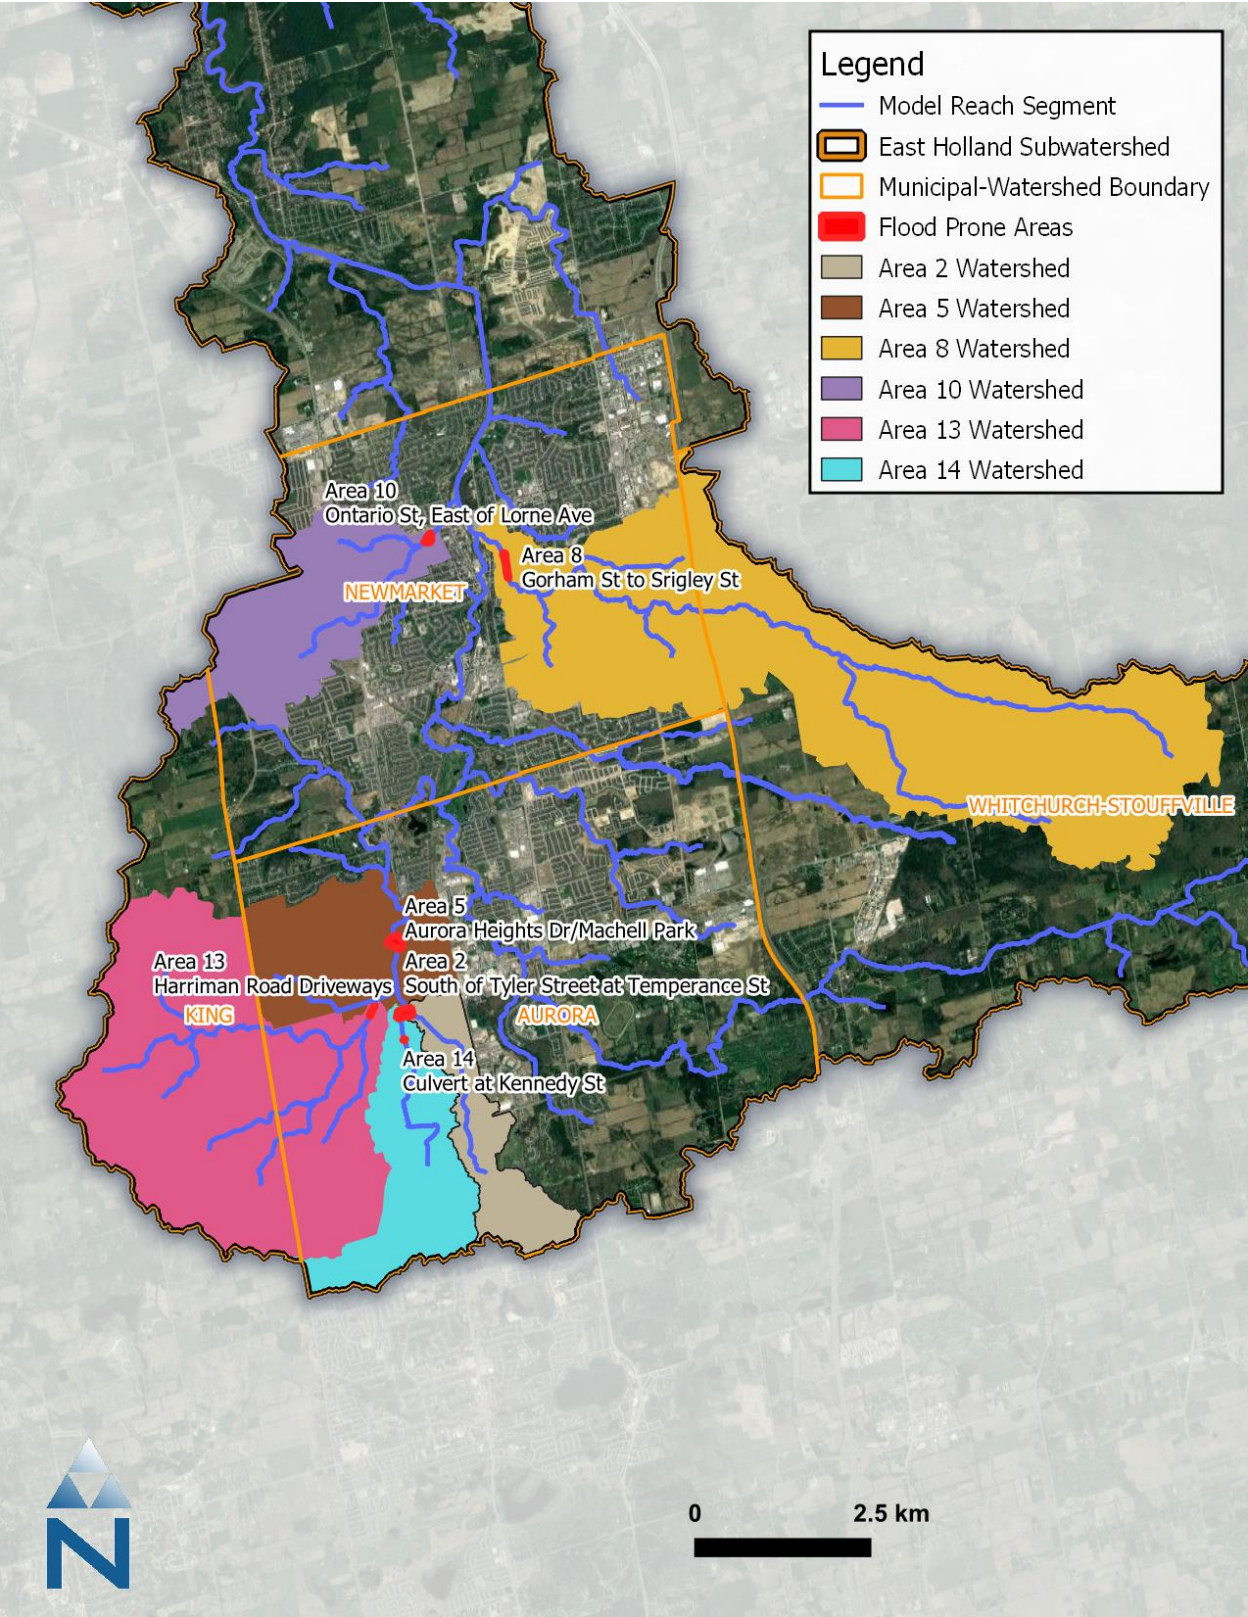 Legend
Model Reach Segment
East Holland Subwatershed
Municipal-Watershed Boundary
Flood Prone Areas
Area 2 Watershed
Area 5 Watershed
Area 8 Watershed
Area 10 Watershed
Area 13 Watershed
Area 14 Watershed
Area 10
Ontario St, East of Lorne Ave
Area 8
Gorham St to Srigley St
NEWMARKET
WHITCHURCH-STOUFFVILLE
Area 5
Aurora Heights Dr/Machell Park
Area 13
Harriman Road Driveways
Area 2
South of Tyler Street at Temperance St
KING
AURORA
Area 14
Culvert at Kennedy St
0 2.5 km
N